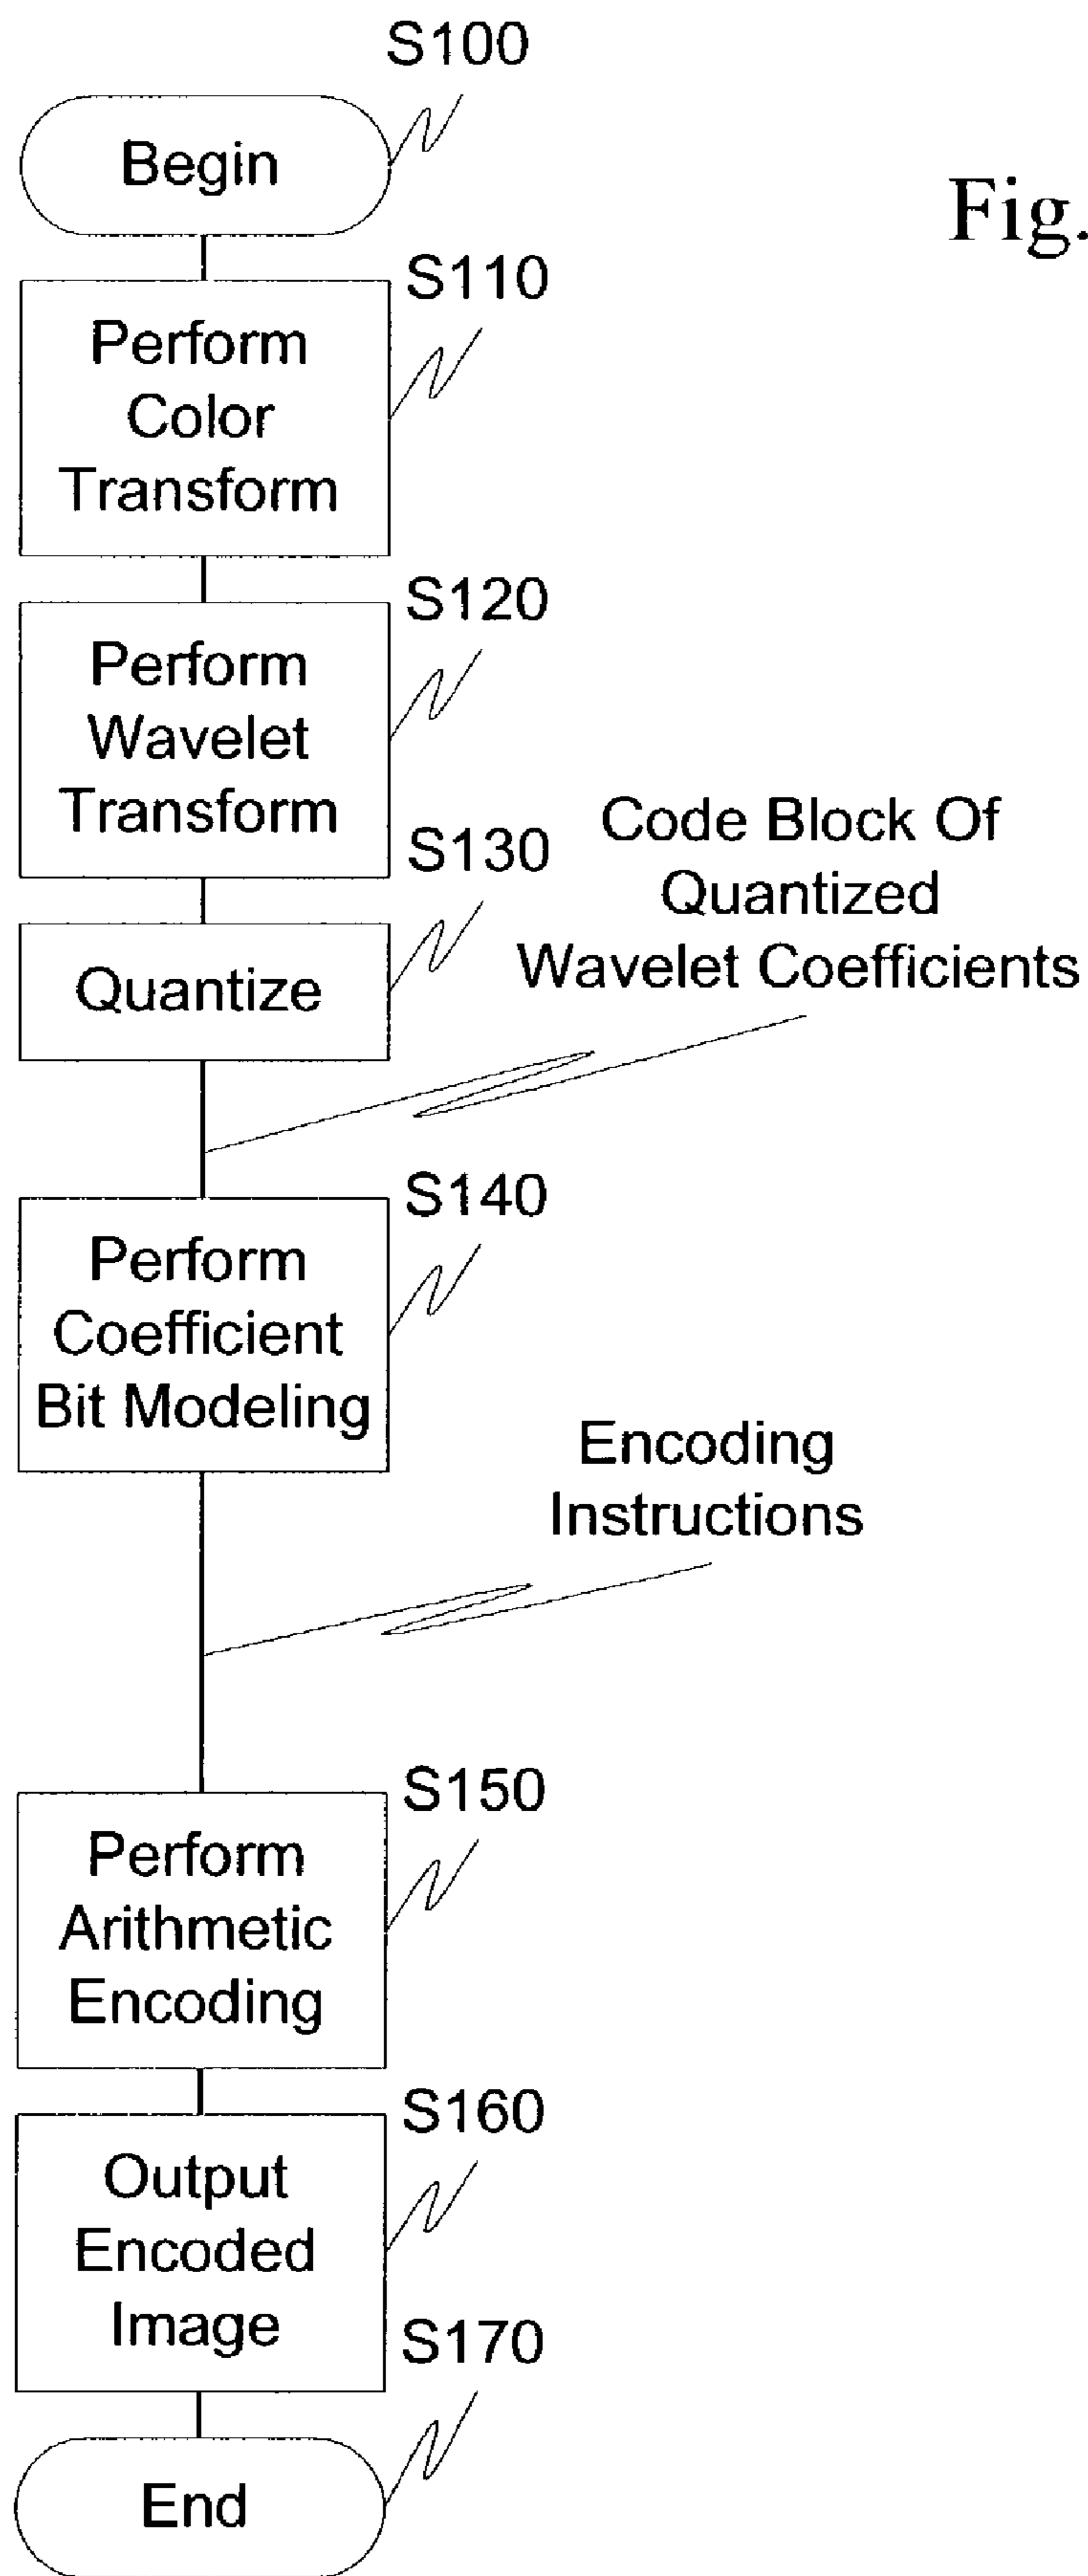 S100
Begin
Fig.
S110
Perform
Color
Transform
S120
Perform
Wavelet
Transform
Code Block Of
Quantized
Wavelet Coefficients
S130
Quantize
S140
Perform
Coefficient
Bit Modeling
Encoding
Instructions
S150
Perform
Arithmetic
Encoding
S160
Output
Encoded
Image
S170
End